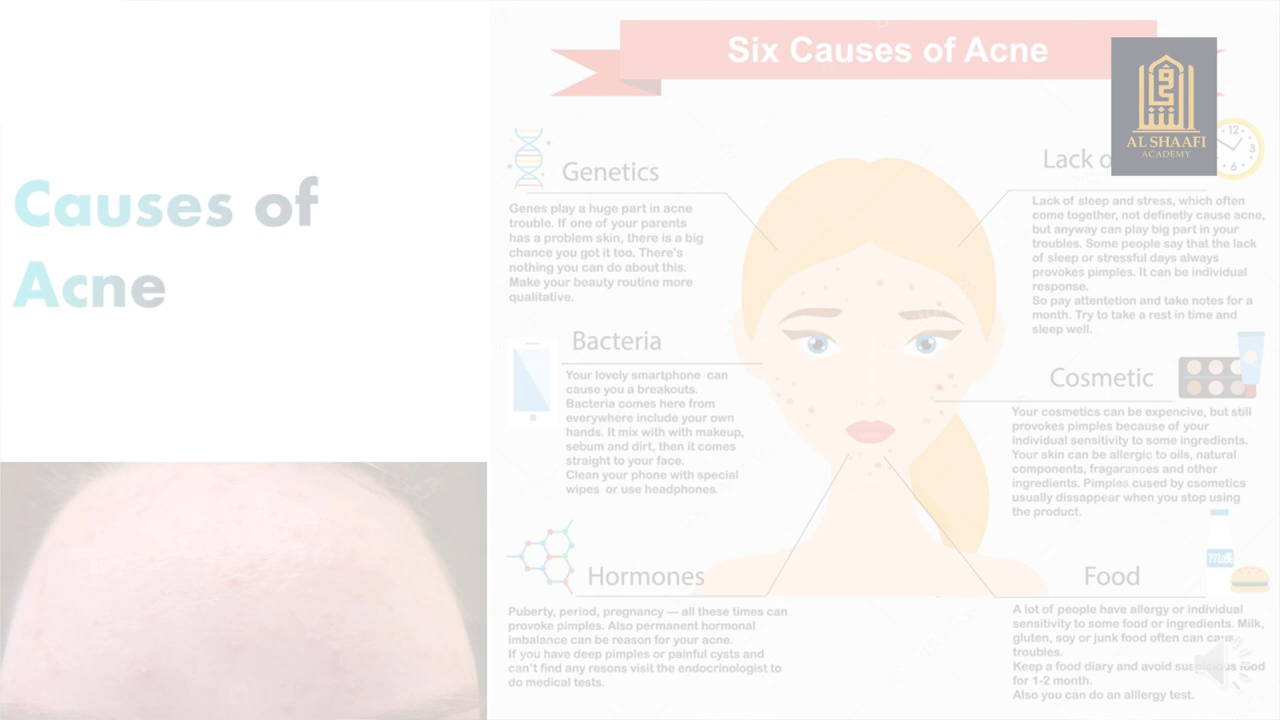 Causes of
Acne
Six Causes of Acne
فقه
الشافعي
AL SHAAFI
ACADEMY
Genetics
Genes play a huge part in acne
trouble. If one of your parents
has a problem skin, there is a big
chance you got it too. There's
nothing you can do about this.
Make your beauty routine more
qualitative.
Lack o
12
3
6
Lack of sleep and stress, which often
come together, not definetly cause acne,
but anyway can play big part in your
troubles. Some people say that the lack
of sleep or stressful days always
provokes pimples. It can be individual
response.
So pay attentetion and take notes for a
month. Try to take a rest in time and
sleep well.
Bacteria
Your lovely smartphone can
cause you a breakouts.
Bacteria comes here from
everywhere include your own
hands. It mix with with makeup,
sebum and dirt, then it comes
straight to your face.
Clean your phone with special
wipes or use headphones.
Cosmetic
Your cosmetics can be expencive, but still
provokes pimples because of your
individual sensitivity to some ingredients.
Your skin can be allergic to oils, natural
components, fragarances and other
ingredients. Pimples cused by csometics
usually dissappear when you stop using
the product.
Hormones
Puberty, period, pregnancy — all these times can
provoke pimples. Also permanent hormonal
imbalance can be reason for your acne.
If you have deep pimples or painful cysts and
can't find any resons visit the endocrinologist to
do medical tests.
Milk
Food
A lot of people have allergy or individual
sensitivity to some food or ingredients. Milk,
gluten, soy or junk food often can caus
troubles.
Keep a food diary and avoid suspicious food
for 1-2 month.
Also you can do an alllergy test.